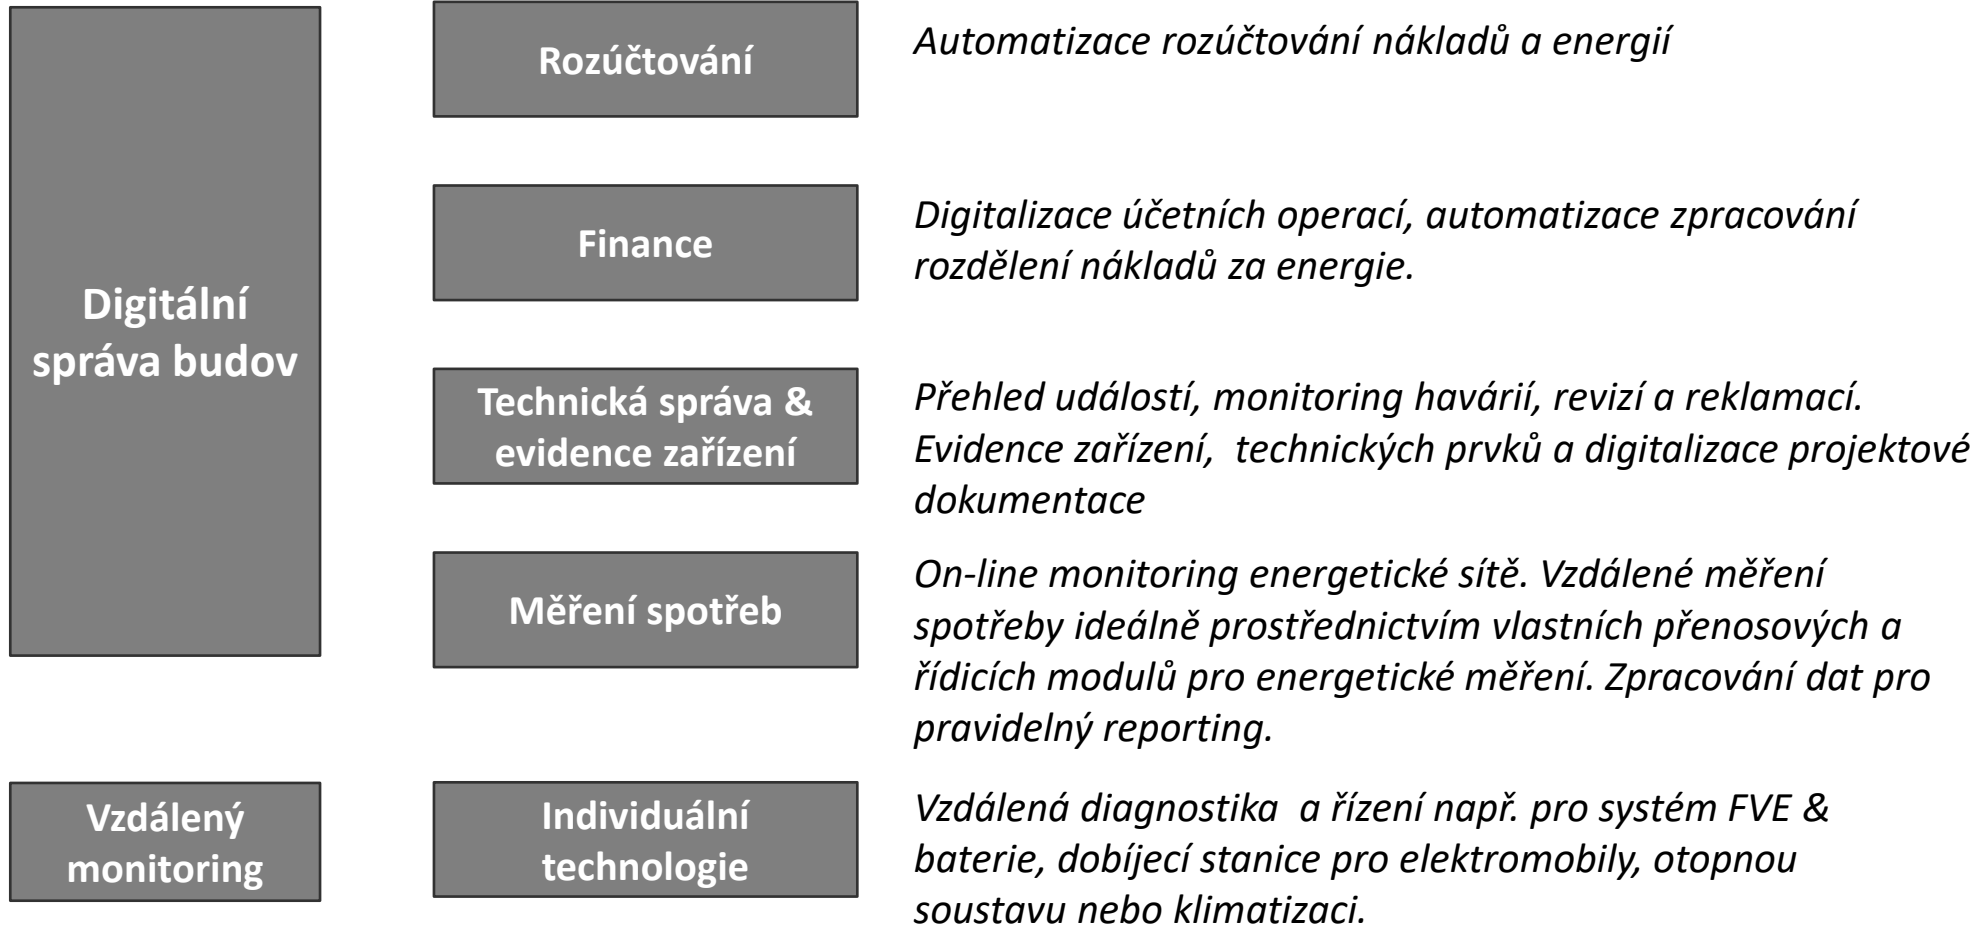 Digitální
správa budov
Rozúčtování
Automatizace rozúčtování nákladů a energií
Finance
Digitalizace účetních operací, automatizace zpracování
rozdělení nákladů za energie.
Technická správa &
evidence zařízení
Přehled událostí, monitoring havárií, revizí a reklamací.
Evidence zařízení,  technických prvků a digitalizace projektové
dokumentace
Měření spotřeb
On-line monitoring energetické sítě. Vzdálené měření
spotřeby ideálně prostřednictvím vlastních přenosových a
řídicích modulů pro energetické měření. Zpracování dat pro
pravidelný reporting.
Vzdálený
monitoring
Individuální
technologie
Vzdálená diagnostika  a řízení např. pro systém FVE &
baterie, dobíjecí stanice pro elektromobily, otopnou
soustavu nebo klimatizaci.